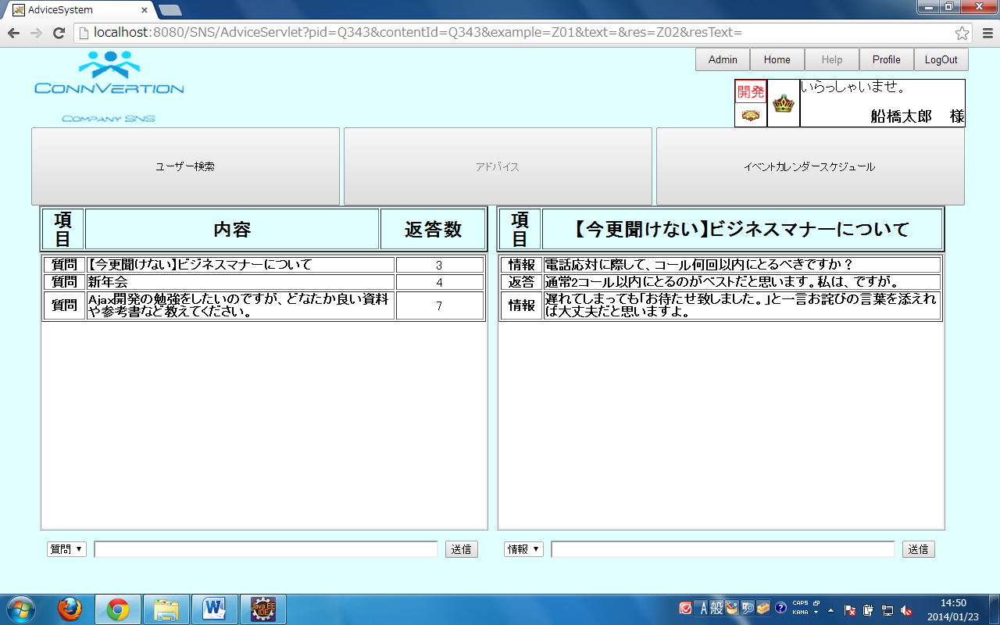 AdviceSystem
localhost:8080/SNS/AdviceServlet?pid=Q343&contentId=Q343&example=Z01&text=&res=Z02&resText=
CONNVERTION
COMPANY SNS
Admin Home Help Profile LogOut
開発 いらっしゃいませ。
船橋太郎 様
ユーザー検索 アドバイス イベントカレンダースケジュール
項目 内容 返答数
質問 【今更聞けない】ビジネスマナーについて 3
質問 新年会 4
質問 Ajax開発の勉強をしたいのですが、どなたか良い資料
や参考書など教えてください。 7
項目 【今更聞けない】ビジネスマナーについて
情報 電話応対に際して、コール何回以内にとるべきですか？
返答 通常2コール以内にとるのがベストだと思います。私は、ですが。
情報 遅れてしまっても「お待たせ致しました。」と一言お詫びの言葉を添えれ
ば大丈夫だと思いますよ。
質問 送信 情報 送信
Java EE
IDE
A 般
CAPS
KANA
14:50
2014/01/23